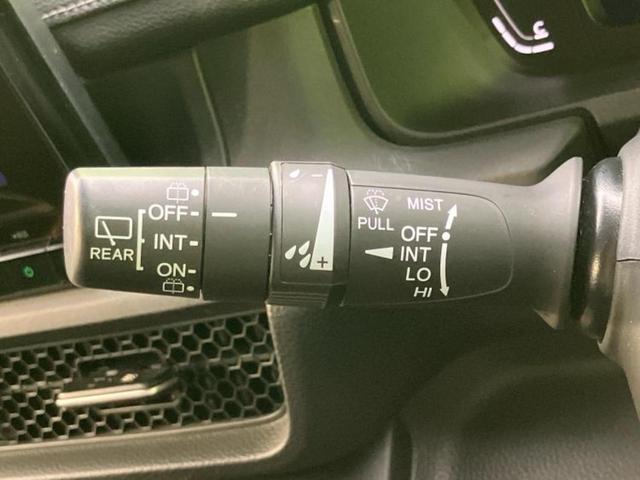 REAR
OFF
INT
ON
-
+
PULL
MIST
OFF
INT
LO
HI